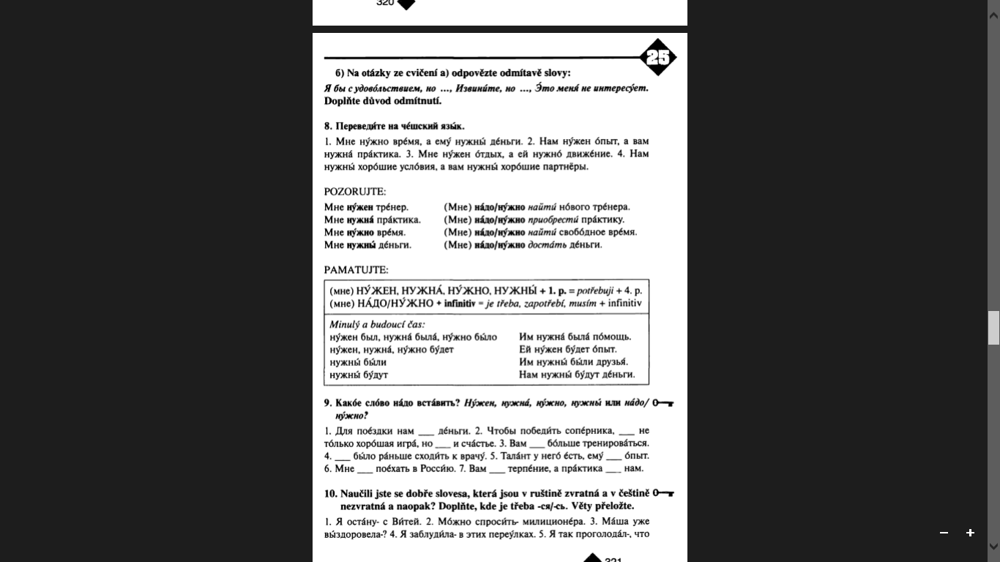 320
25
б) Na otázky ze cvičení a) odpovězte odmítavě slovy:
Я бы с удово́льствием, но ..., Извини́те, но ..., Э́то меня́ не интересу́ет.
Doplňte důvod odmítnutí.
8. Переведи́те на че́шский язы́к.
1. Мне ну́жно вре́мя, а ему́ нужны́ де́ньги. 2. Нам ну́жен о́пыт, а вам
нужна́ пра́ктика. 3. Мне ну́жен о́тдых, а ей нужно́ движе́ние. 4. Нам
нужны́ хоро́шие усло́вия, а вам нужны́ хоро́шие партнёры.
POZORUJTE:
Мне ну́жен тре́нер. (Мне) на́до/ну́жно найти́ но́вого тре́нера.
Мне нужна́ пра́ктика. (Мне) на́до/ну́жно приобрести́ пра́ктику.
Мне ну́жно вре́мя. (Мне) на́до/ну́жно найти́ свобо́дное вре́мя.
Мне нужны́ де́ньги. (Мне) на́до/ну́жно доста́ть де́ньги.
PAMATUJTE:
(мне) НУ́ЖЕН, НУЖНА́, НУ́ЖНО, НУЖНЫ́ + 1. p. = potřebuji + 4. p.
(мне) НА́ДО/НУ́ЖНО + infinitiv = je třeba, zapotřebí, musím + infinitiv
Minulý a budoucí čas:
ну́жен был, нужна́ была́, ну́жно бы́ло Им нужна́ была́ по́мощь.
ну́жен, нужна́, ну́жно бу́дет Ей ну́жен бу́дет о́пыт.
нужны́ бы́ли Им нужны́ бы́ли друзья́.
нужны́ бу́дут Нам нужны́ бу́дут де́ньги.
9. Како́е сло́во на́до вста́вить? Ну́жен, нужна́, ну́жно, нужны́ или на́до/
ну́жно?
1. Для пое́здки нам ___ де́ньги. 2. Чтобы победи́ть сопе́рника, ___ не
то́лько хоро́шая игра́, но ___ и сча́стье. 3. Вам ___ бо́льше тренирова́ться.
4. ___ бы́ло ра́ньше сходи́ть к врачу́. 5. Тала́нт у него́ е́сть, ему́ ___ о́пыт.
6. Мне ___ пое́хать в Росси́ю. 7. Вам ___ терпе́ние, а пра́ктика ___ нам.
10. Naučili jste se dobře slovesa, která jsou v ruštině zvratná a v češtině
nezvratná a naopak? Doplňte, kde je třeba -ся/-сь. Věty přeložte.
1. Я оста́ну- с Ви́тей. 2. Мо́жно спроси́ть- милиционе́ра. 3. Ма́ша уже
вы́здоровела-? 4. Я заблуди́ла- в этих переу́лках. 5. Я так проголода́л-, что
321